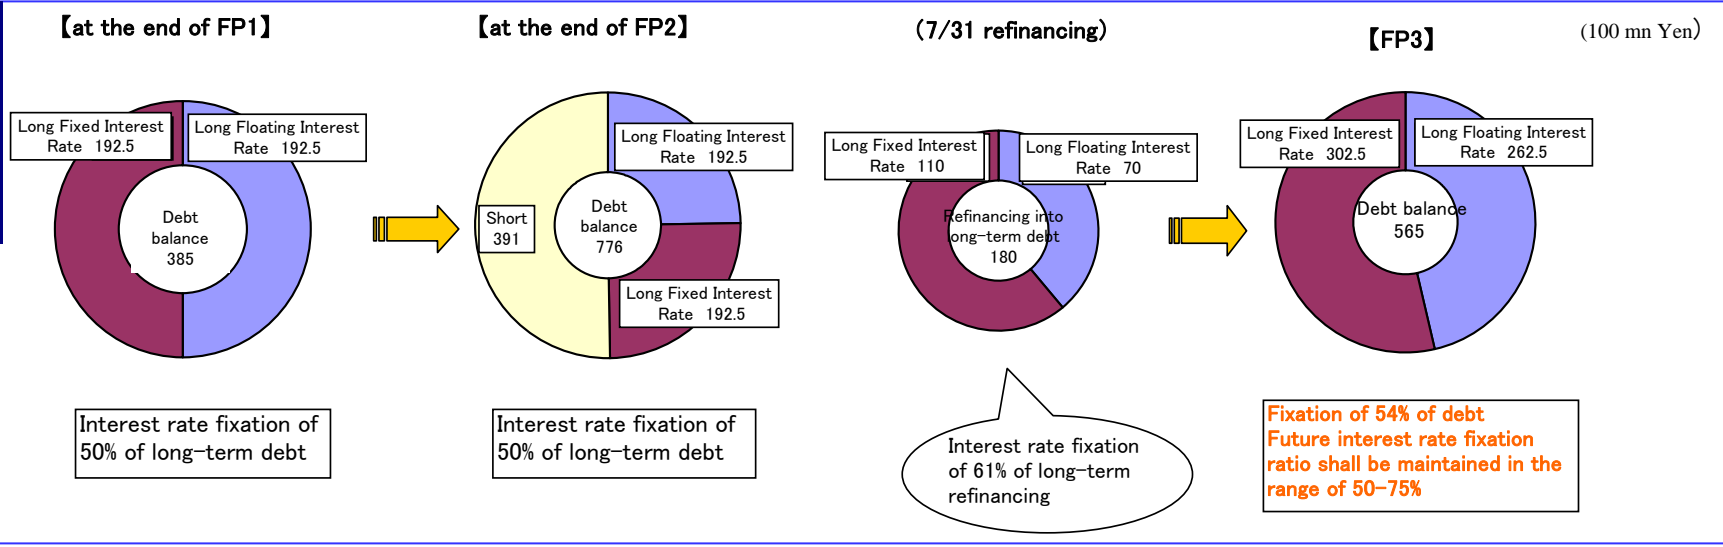 【at the end of FP1】
【at the end of FP2】
(7/31 refinancing)
【FP3】
(100 mn Yen)
Long Fixed Interest
Rate 192.5
Long Floating Interest
Rate 192.5
Debt
balance
385
Interest rate fixation of
50% of long-term debt
Long Floating Interest
Rate 192.5
Short
391
Debt
balance
776
Long Fixed Interest
Rate 192.5
Interest rate fixation of
50% of long-term debt
Long Fixed Interest
Rate 110
Long Floating Interest
Rate 70
Refinancing into
long-term debt
180
Interest rate fixation
of 61% of long-term
refinancing
Long Fixed Interest
Rate 302.5
Long Floating Interest
Rate 262.5
Debt balance
565
Fixation of 54% of debt
Future interest rate fixation
ratio shall be maintained in the
range of 50-75%